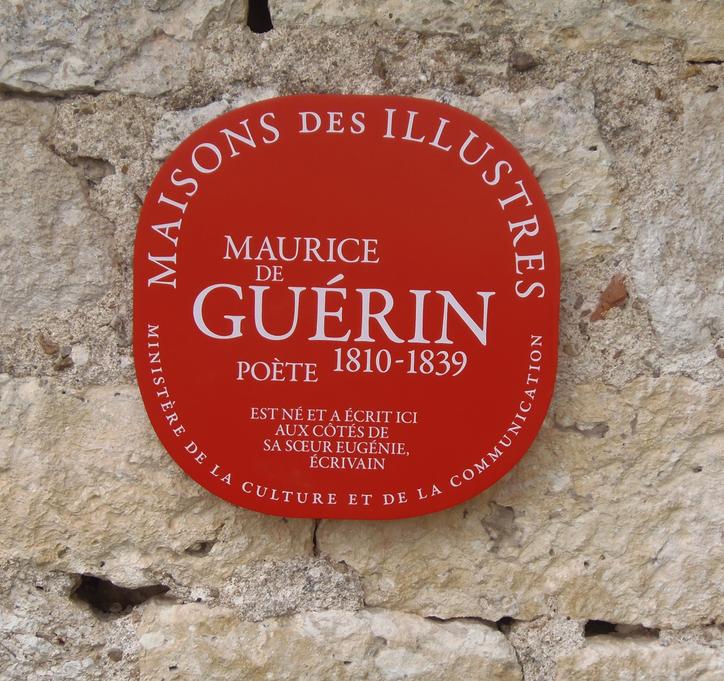 MAISONS DES ILLUSTRES
MAURICE
DE
GUÉRIN
POÈTE 1810-1839
EST NÉ ET A ÉCRIT ICI
AUX CÔTÉS DE
SA SŒUR EUGÉNIE,
ÉCRIVAIN
MINISTÈRE DE LA CULTURE ET DE LA COMMUNICATION